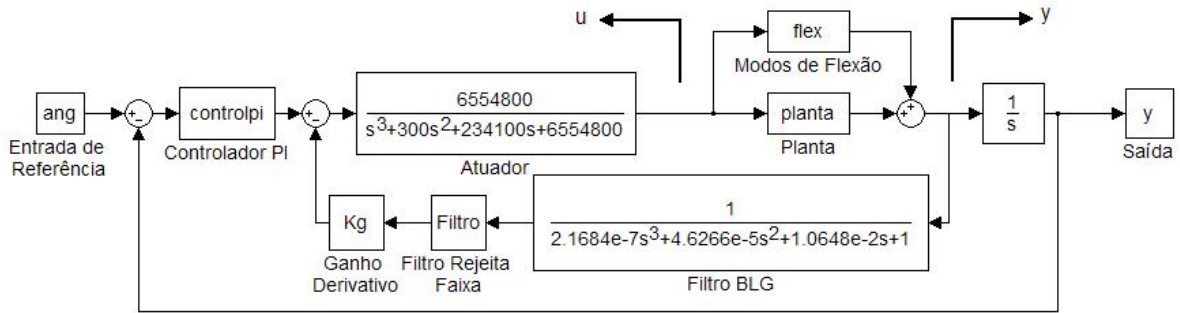 u
y
flex
Modos de Flexão
ang
Entrada de
Referência
+
-
controlpi
Controlador PI
+
-
6554800
s³+300s²+234100s+6554800
Atuador
planta
Planta
+
+
1
s
y
Saída
Kg
Ganho
Derivativo
Filtro
Filtro Rejeita
Faixa
1
2.1684e-7s³+4.6266e-5s²+1.0648e-2s+1
Filtro BLG